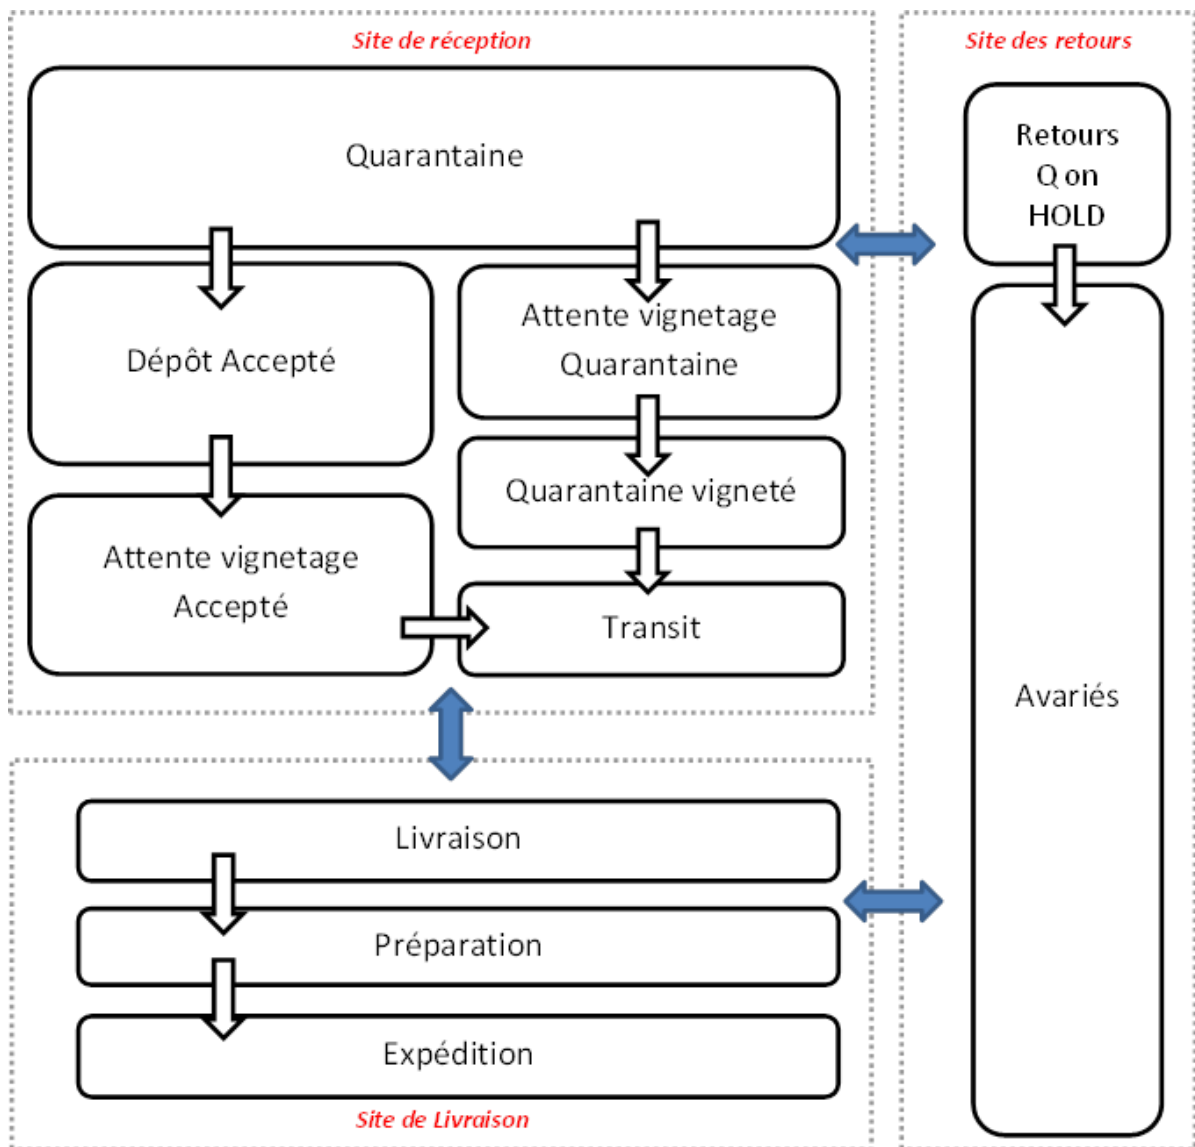 Site de réception
Site des retours
Quarantaine
Retours
Q on
HOLD
Dépôt Accepté
Attente vignetage
Quarantaine
Quarantaine vigneté
Attente vignetage
Accepté
Transit
Avariés
Livraison
Préparation
Expédition
Site de Livraison